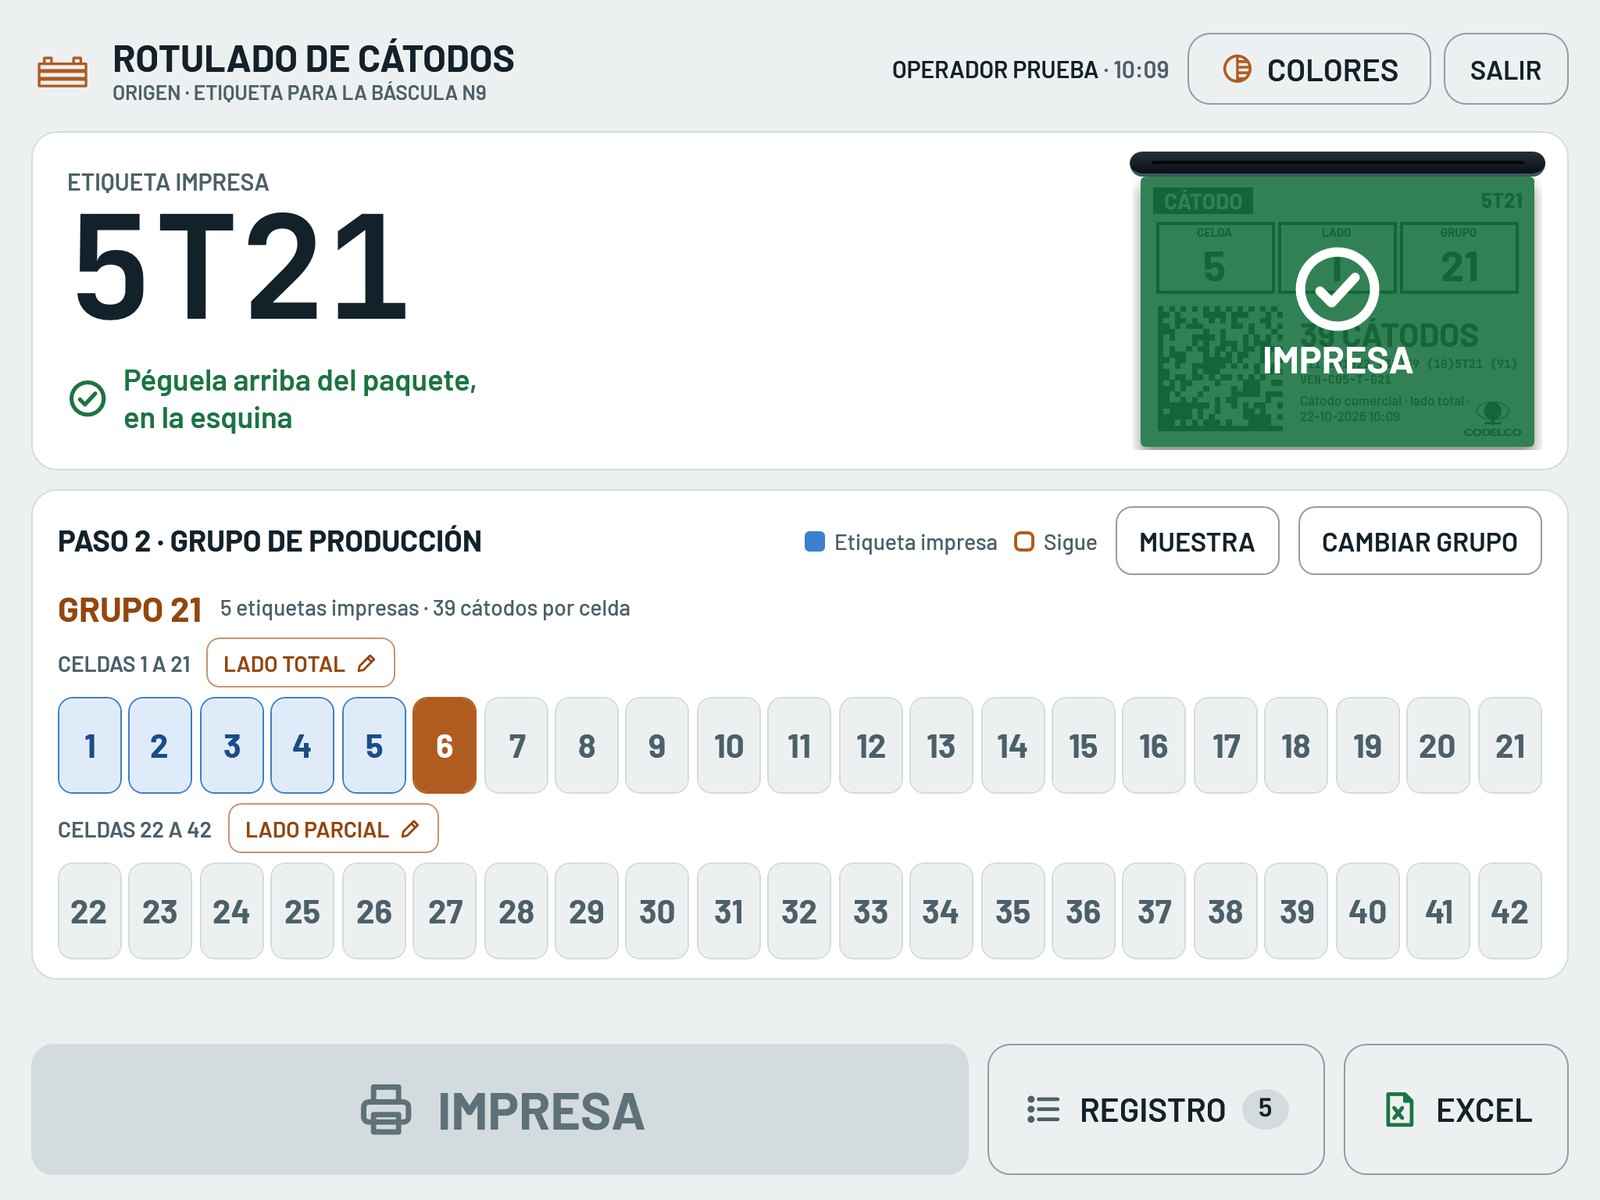 ROTULADO DE CÁTODOS
ORIGEN · ETIQUETA PARA LA BÁSCULA N9
OPERADOR PRUEBA · 10:09
COLORES
SALIR
ETIQUETA IMPRESA
5T21
Péguela arriba del paquete,
en la esquina
CÁTODO
5T21
CELDA
LADO
GRUPO
5
21
39 CÁTODOS
IMPRESA
(10)5T21 (91)
VEN-C05-T-G21
Cátodo comercial · lado total ·
22-10-2026 10:09
CODELCO
PASO 2 · GRUPO DE PRODUCCIÓN
Etiqueta impresa
Sigue
MUESTRA
CAMBIAR GRUPO
GRUPO 21
5 etiquetas impresas · 39 cátodos por celda
CELDAS 1 A 21
LADO TOTAL
1 2 3 4 5 6 7 8 9 10 11 12 13 14 15 16 17 18 19 20 21
CELDAS 22 A 42
LADO PARCIAL
22 23 24 25 26 27 28 29 30 31 32 33 34 35 36 37 38 39 40 41 42
IMPRESA
REGISTRO 5
EXCEL